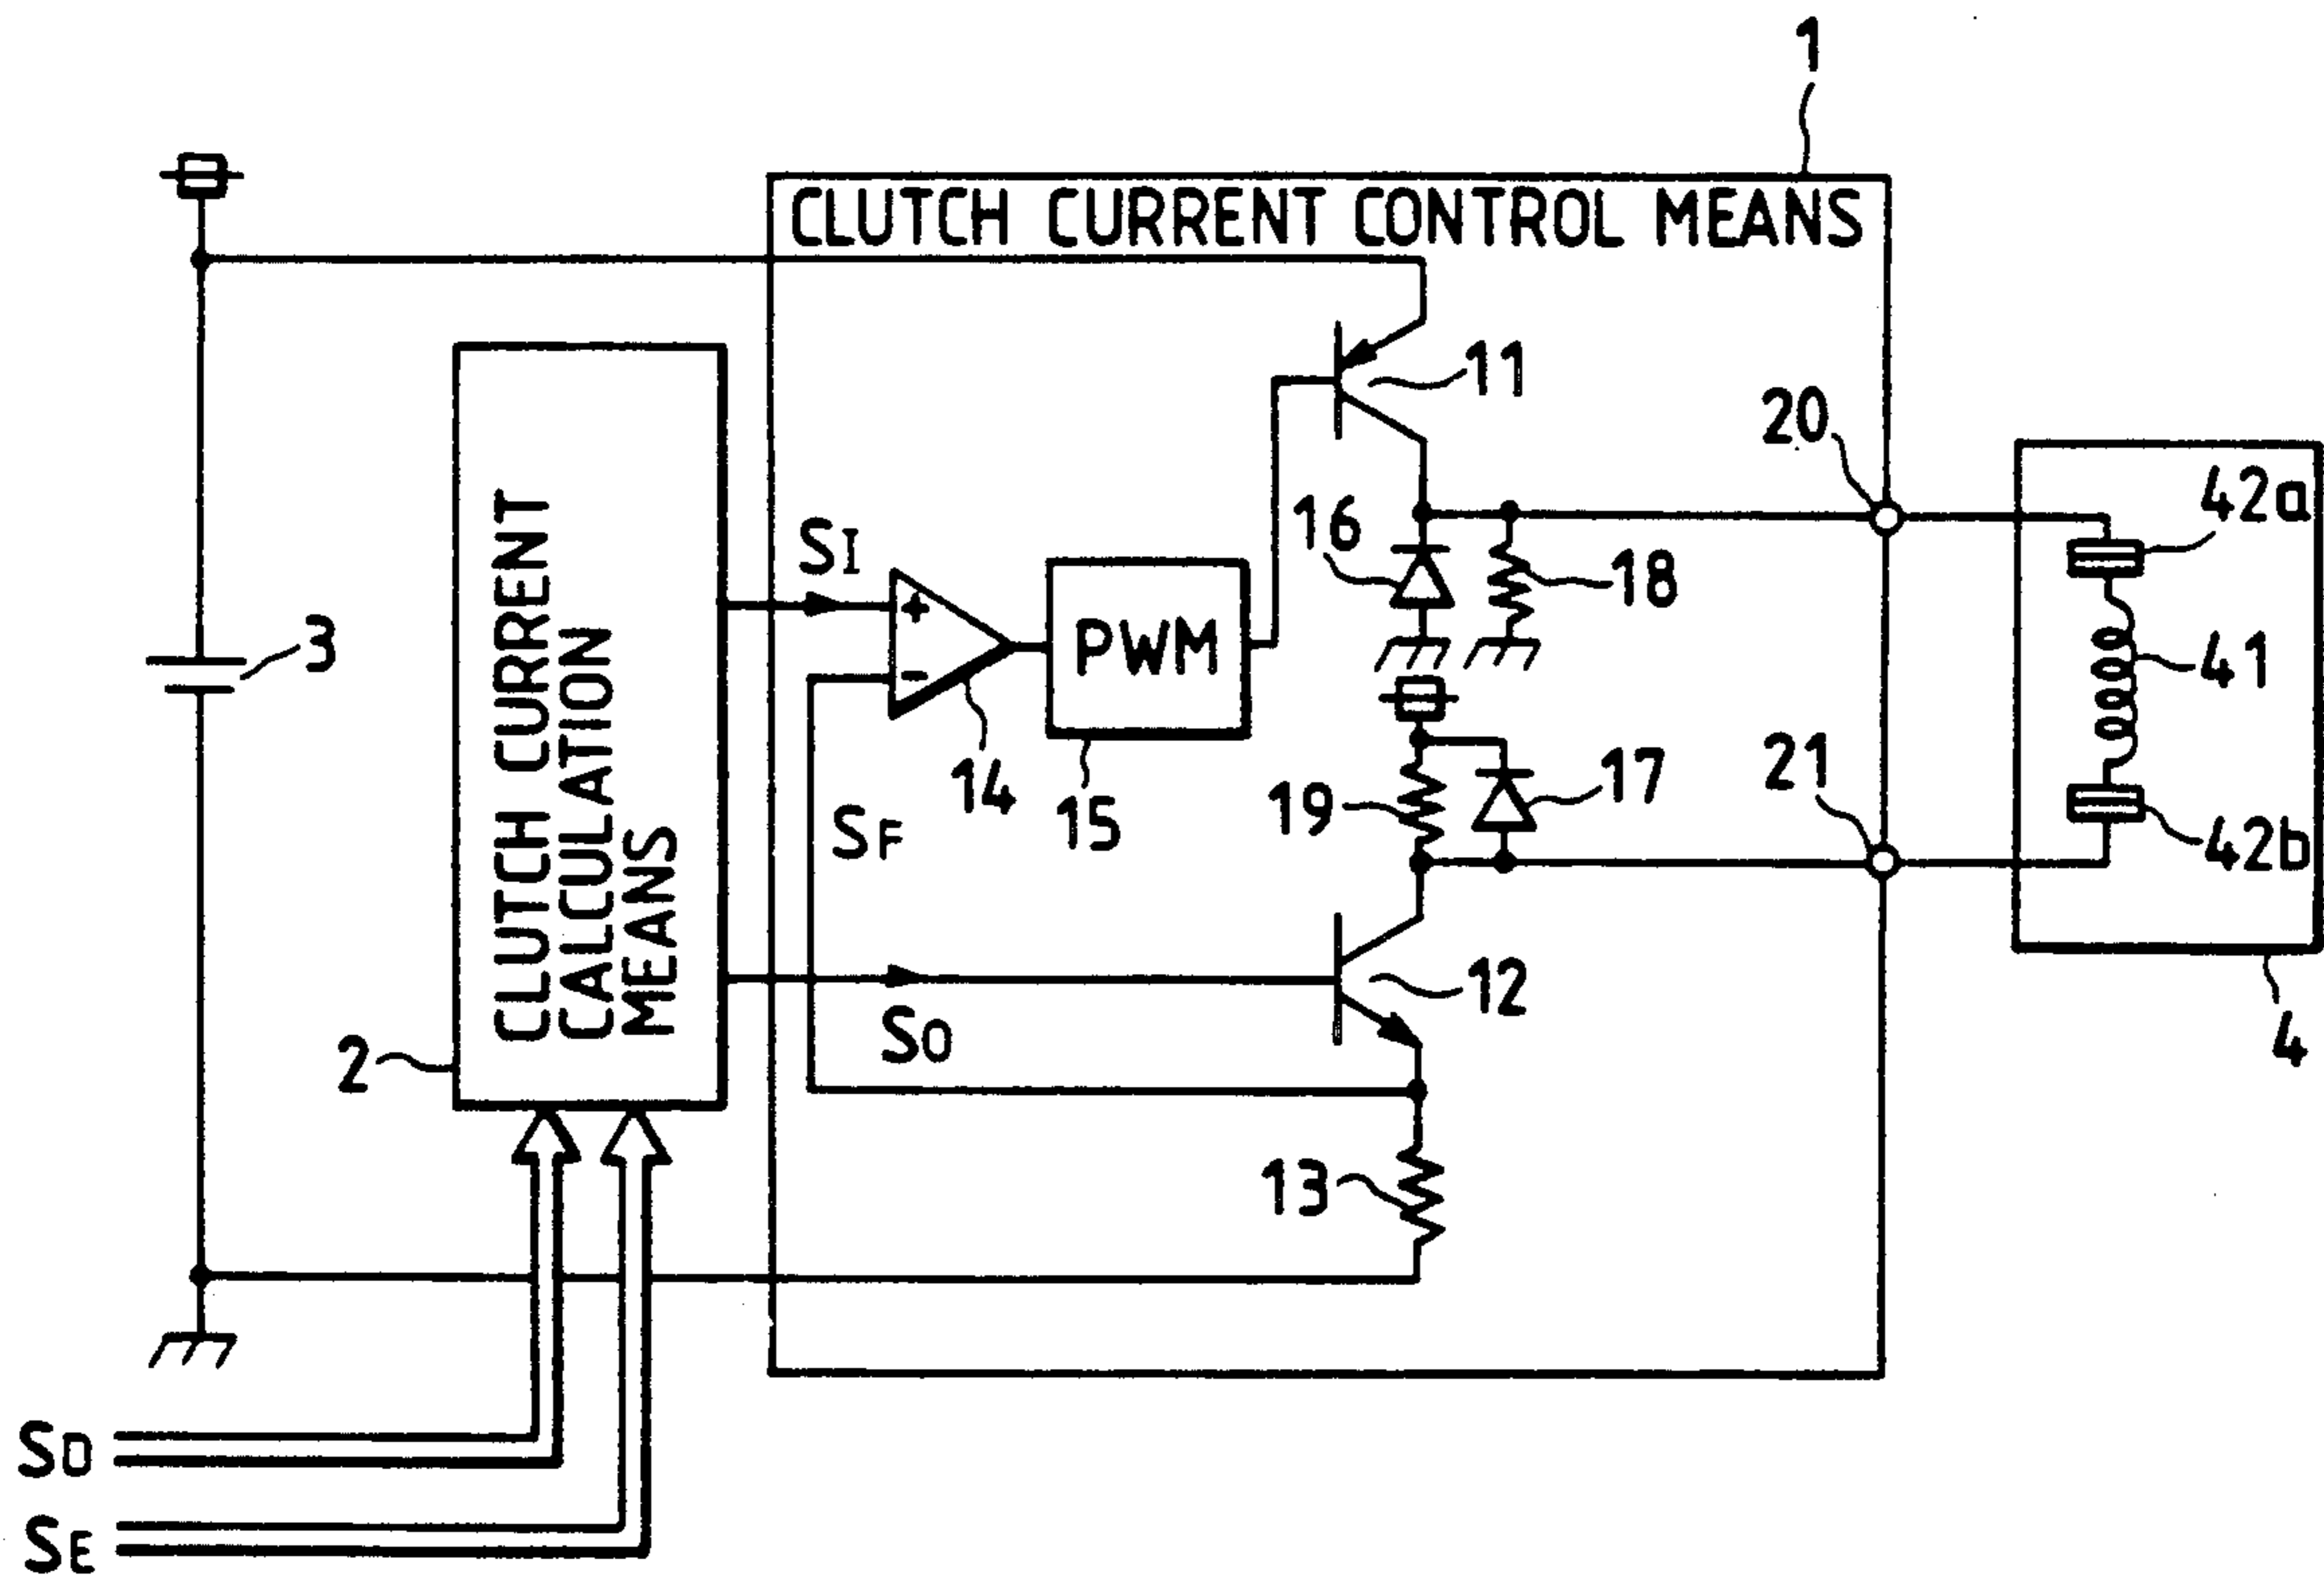 1
CLUTCH CURRENT CONTROL MEANS
11
20
42a
16
18
SI
+
PWM
3
41
-
CLUTCH CURRENT
CALCULATION
MEANS
14
15
19
17
21
SF
42b
12
SO
2
4
13
SD
SE